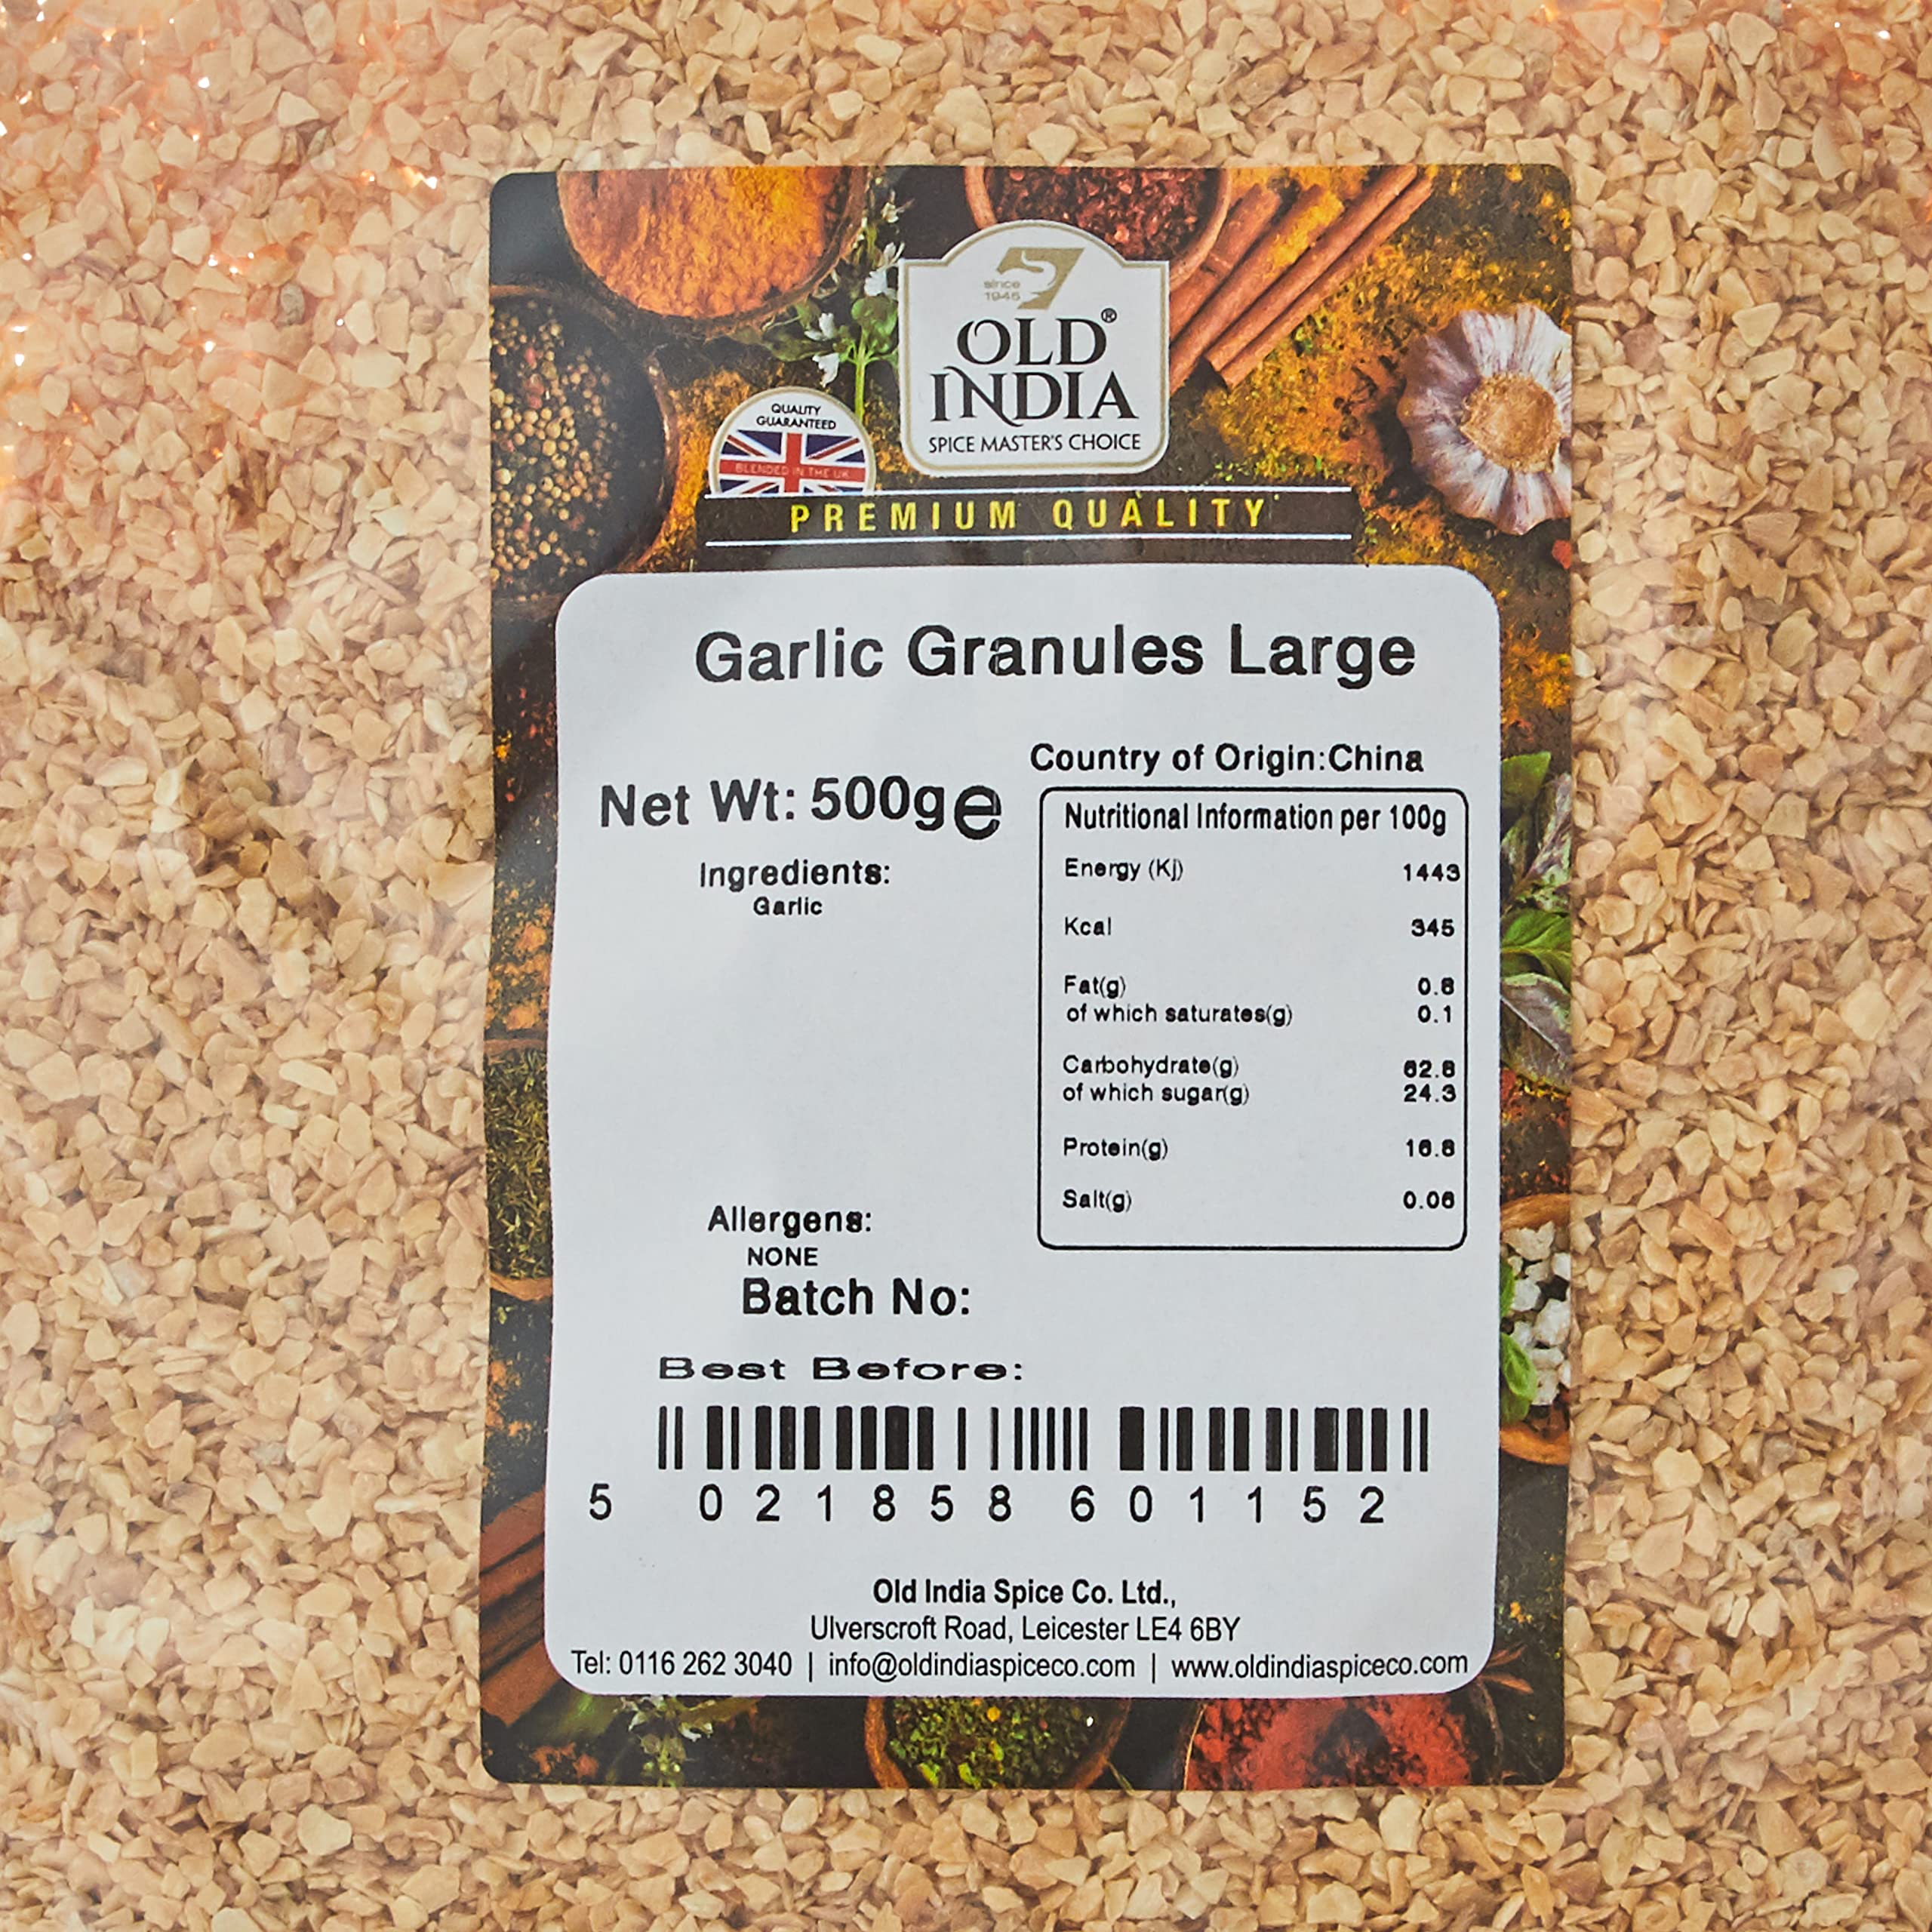 since
1945
OLD®
INDIA
SPICE MASTER'S CHOICE
QUALITY
GUARANTEED
BLENDED IN THE UK
PREMIUM QUALITY
Garlic Granules Large
Country of Origin:China
Net Wt: 500g e
Ingredients:
Garlic
Nutritional Information per 100g
Energy (Kj) 1443
Kcal 345
Fat(g) 0.8
of which saturates(g) 0.1
Carbohydrate(g) 62.8
of which sugar(g) 24.3
Protein(g) 16.8
Salt(g) 0.06
Allergens:
NONE
Batch No:
Best Before:
5 021858 601152
Old India Spice Co. Ltd.,
Ulverscroft Road, Leicester LE4 6BY
Tel: 0116 262 3040 | info@oldindiaspiceco.com | www.oldindiaspiceco.com